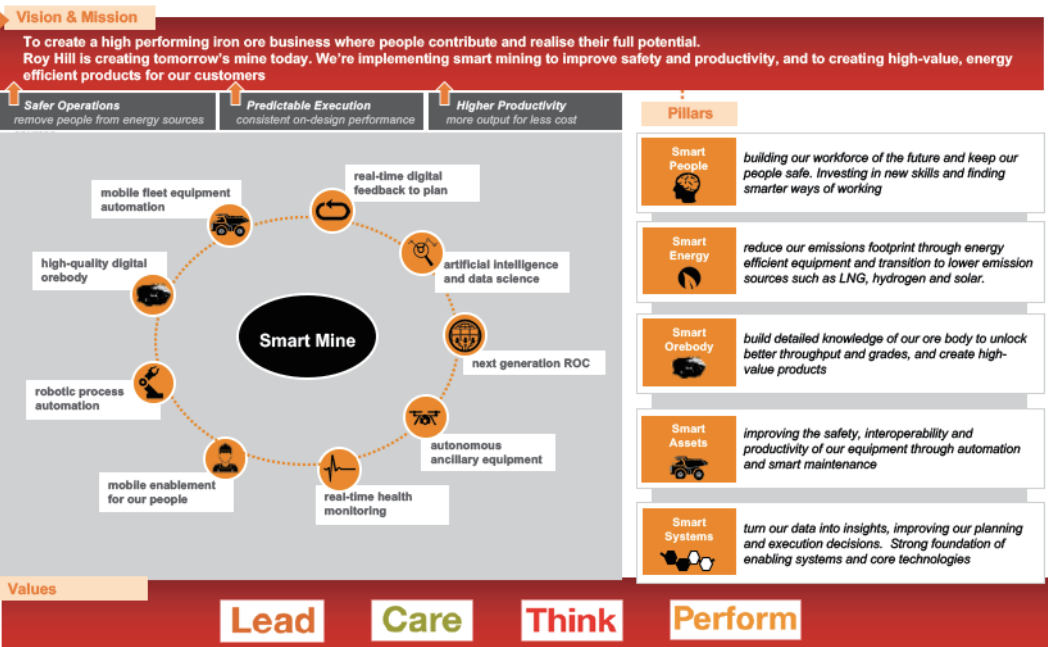 Vision & Mission
To create a high performing iron ore business where people contribute and realise their full potential.
Roy Hill is creating tomorrow's mine today. We're implementing smart mining to improve safety and productivity, and to creating high-value, energy
efficient products for our customers
Safer Operations
remove people from energy sources
Predictable Execution
consistent on-design performance
Higher Productivity
more output for less cost
real-time digital
feedback to plan
mobile fleet equipment
automation
high-quality digital
orebody
artificial intelligence
and data science
Smart Mine
next generation ROC
robotic process
automation
autonomous
ancillary equipment
mobile enablement
for our people
real-time health
monitoring
Pillars
Smart
People
building our workforce of the future and keep our
people safe. Investing in new skills and finding
smarter ways of working
Smart
Energy
reduce our emissions footprint through energy
efficient equipment and transition to lower emission
sources such as LNG, hydrogen and solar.
Smart
Orebody
build detailed knowledge of our ore body to unlock
better throughput and grades, and create high-
value products
Smart
Assets
improving the safety, interoperability and
productivity of our equipment through automation
and smart maintenance
Smart
Systems
turn our data into insights, improving our planning
and execution decisions.  Strong foundation of
enabling systems and core technologies
Values
Lead
Care
Think
Perform